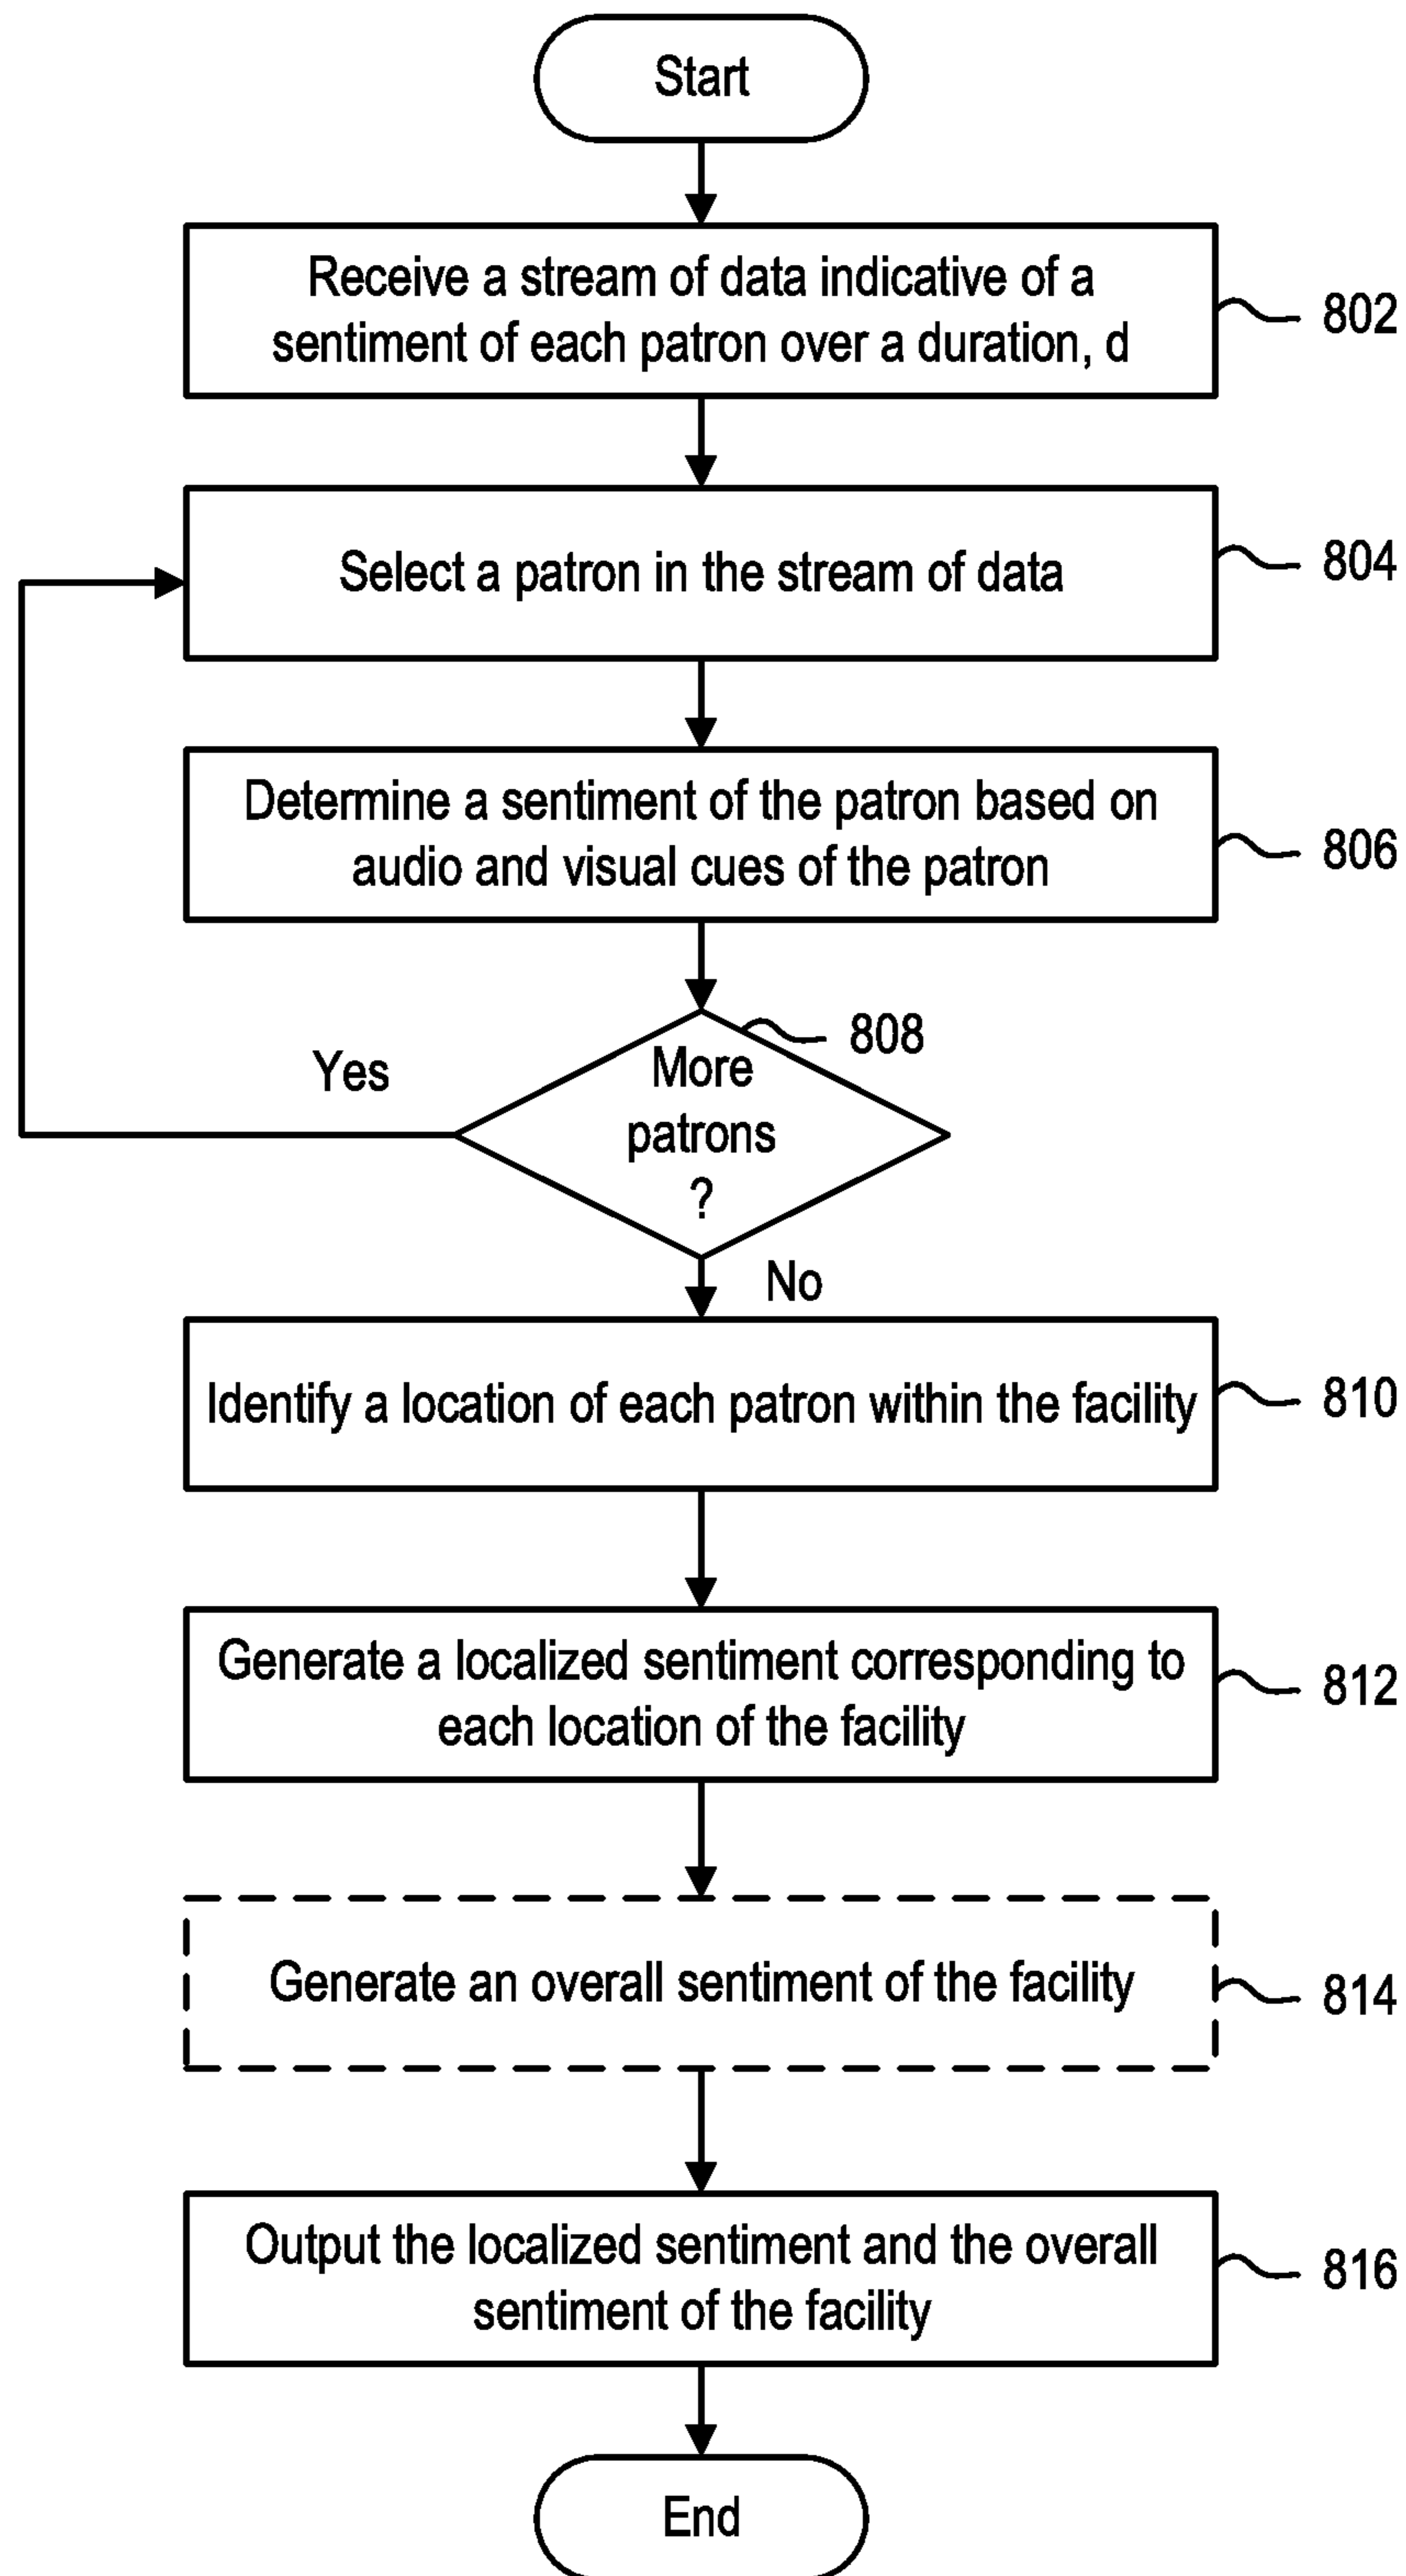 Start
Receive a stream of data indicative of a
sentiment of each patron over a duration, d
802
Select a patron in the stream of data
804
Determine a sentiment of the patron based on
audio and visual cues of the patron
806
808
More
patrons
?
Yes
No
Identify a location of each patron within the facility
810
Generate a localized sentiment corresponding to
each location of the facility
812
Generate an overall sentiment of the facility
814
Output the localized sentiment and the overall
sentiment of the facility
816
End